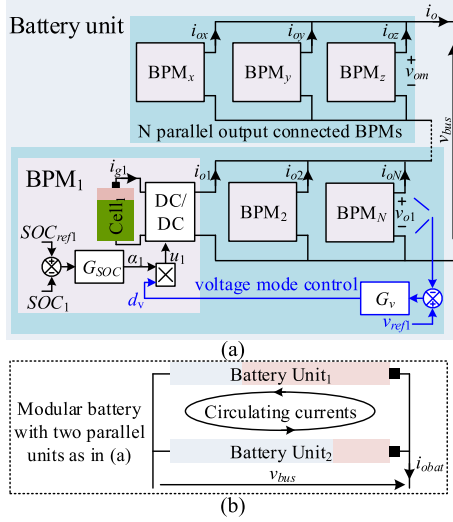 Battery unit
i_ox i_oy i_oz i_o
BPM_x BPM_y BPM_z + v_om −
N parallel output connected BPMs
v_bus
BPM_1 i_g1 i_o1 i_o2 i_oN
Cell_1 DC/DC BPM_2 BPM_N + v_o1 −
SOC_ref1
G_SOC α_1 u_1
SOC_1
d_v voltage mode control G_v
v_ref1
(a)
Battery Unit_1
Modular battery with two parallel units as in (a)
Circulating currents
Battery Unit_2
v_bus i_obat
(b)